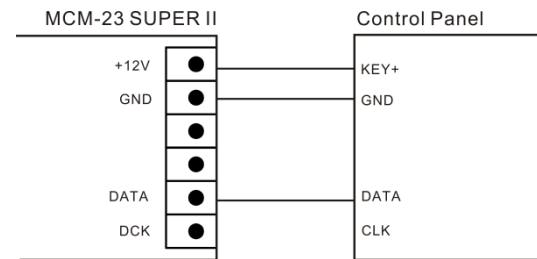 MCM-23 SUPER II Control Panel
+12V KEY+
GND GND
DATA DATA
DCK CLK